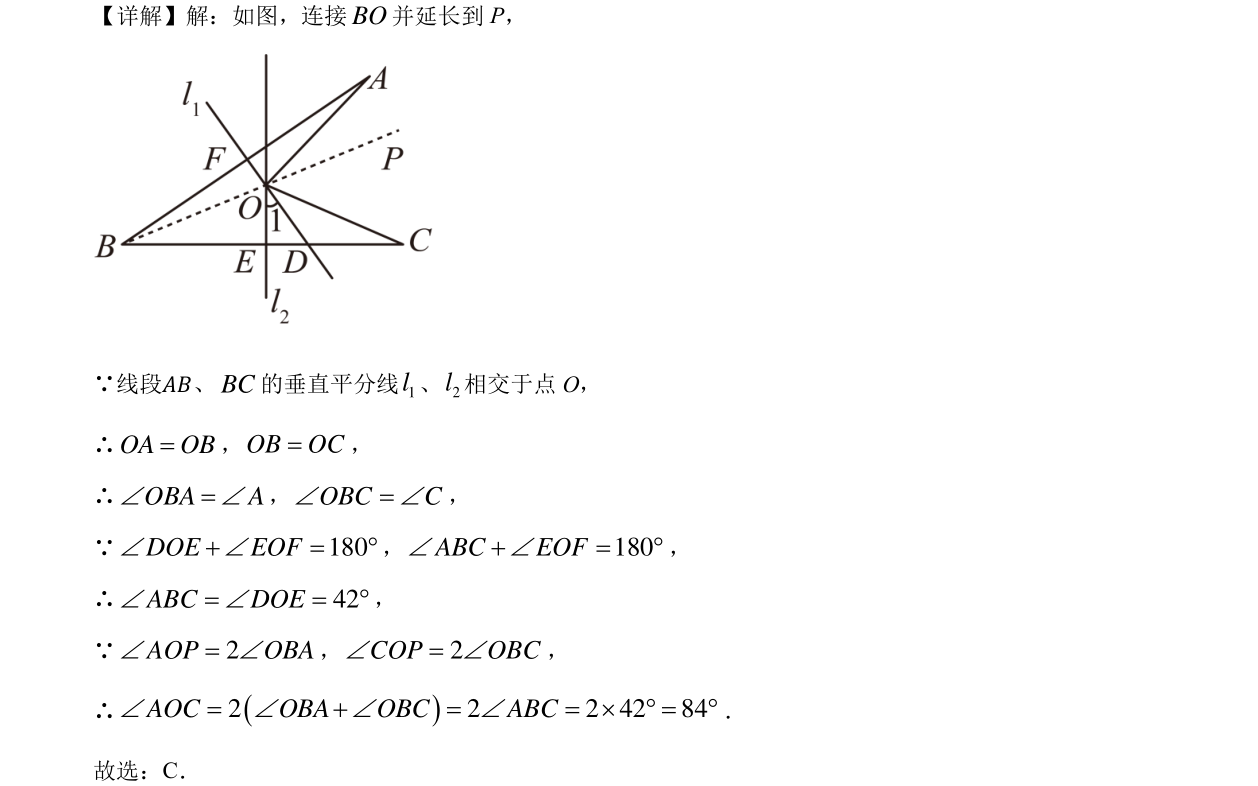 【详解】解：如图，连接BO并延长到P，
A
l₁
F
P
O
1
B
C
E
D
l₂
∵线段AB、BC的垂直平分线l₁、l₂相交于点O，
∴OA=OB，OB=OC，
∴∠OBA=∠A，∠OBC=∠C，
∵∠DOE+∠EOF=180°，∠ABC+∠EOF=180°，
∴∠ABC=∠DOE=42°，
∵∠AOP=2∠OBA，∠COP=2∠OBC，
∴∠AOC=2(∠OBA+∠OBC)=2∠ABC=2×42°=84°．
故选：C．